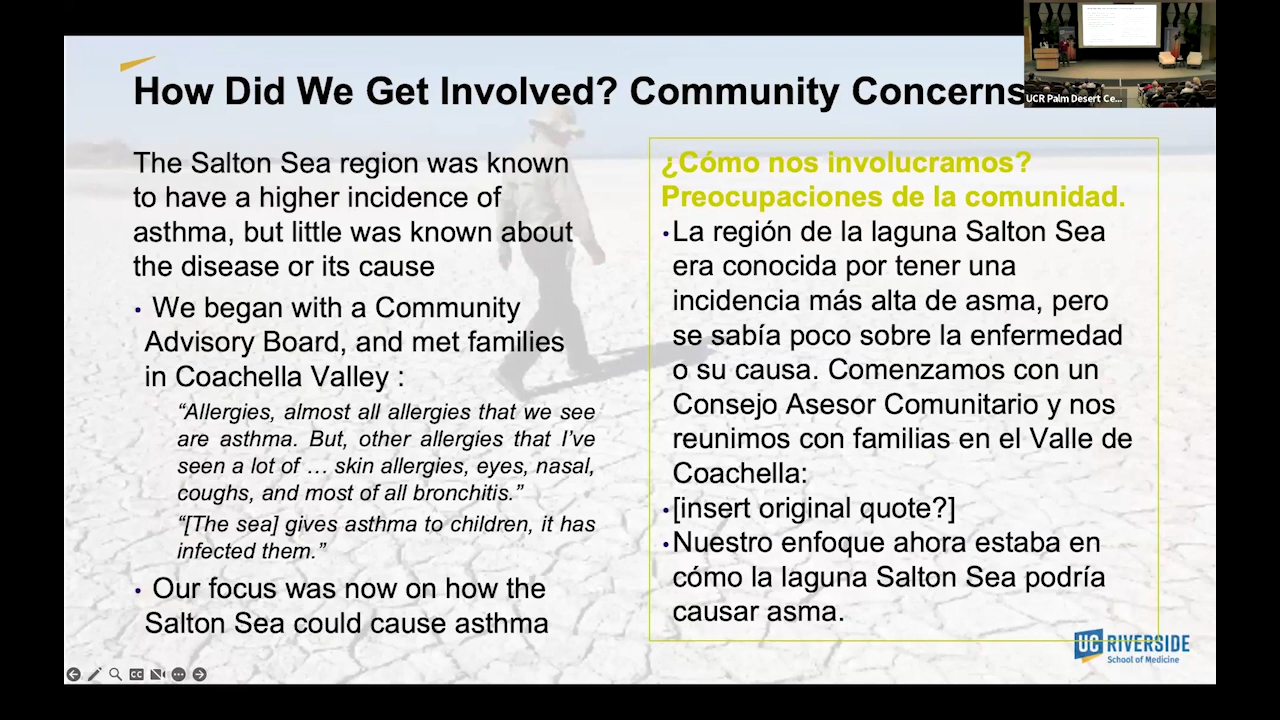 How Did We Get Involved? Community Concerns
UCR Palm Desert Ce...
The Salton Sea region was known
to have a higher incidence of
asthma, but little was known about
the disease or its cause
• We began with a Community
Advisory Board, and met families
in Coachella Valley :
“Allergies, almost all allergies that we see
are asthma. But, other allergies that I’ve
seen a lot of … skin allergies, eyes, nasal,
coughs, and most of all bronchitis.”
“[The sea] gives asthma to children, it has
infected them.”
• Our focus was now on how the
Salton Sea could cause asthma
¿Cómo nos involucramos?
Preocupaciones de la comunidad.
•La región de la laguna Salton Sea
era conocida por tener una
incidencia más alta de asma, pero
se sabía poco sobre la enfermedad
o su causa. Comenzamos con un
Consejo Asesor Comunitario y nos
reunimos con familias en el Valle de
Coachella:
•[insert original quote?]
•Nuestro enfoque ahora estaba en
cómo la laguna Salton Sea podría
causar asma.
UC RIVERSIDE
School of Medicine
CC